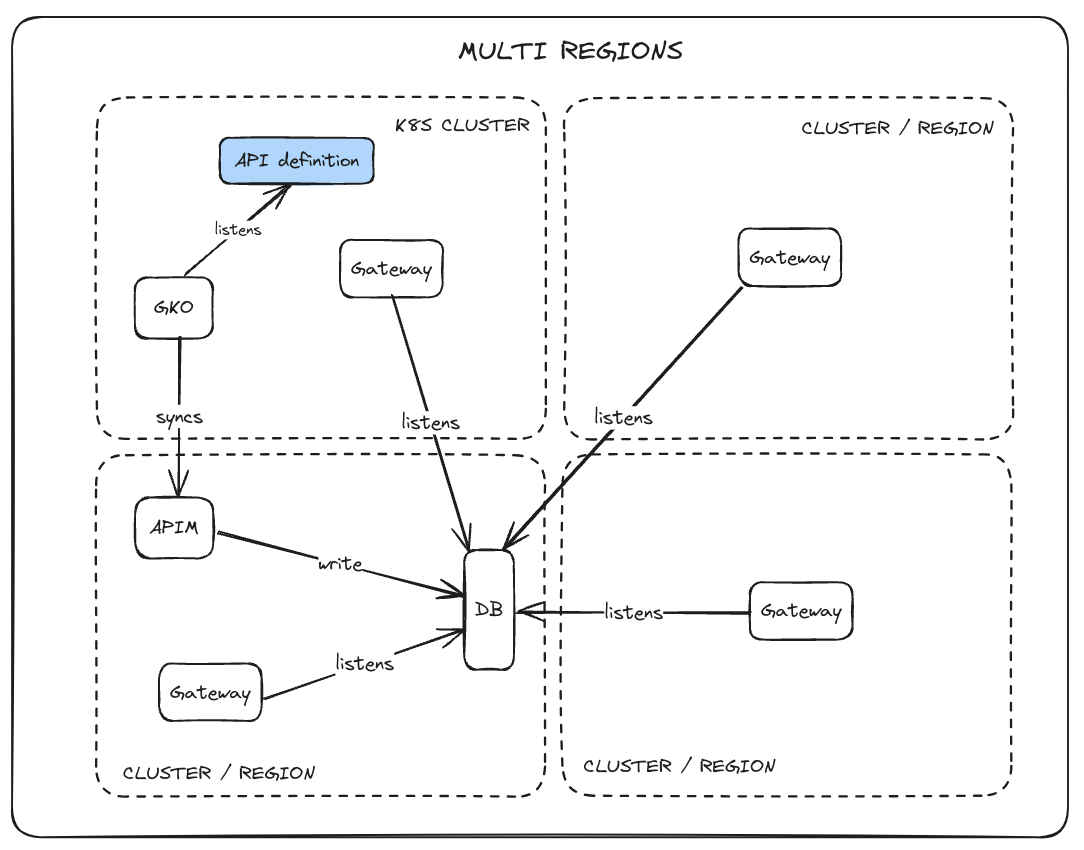 MULTI REGIONS
K8S CLUSTER
CLUSTER / REGION
API definition
listens
Gateway
Gateway
GKO
syncs
listens
listens
APIM
write
DB
listens
Gateway
listens
Gateway
CLUSTER / REGION
CLUSTER / REGION